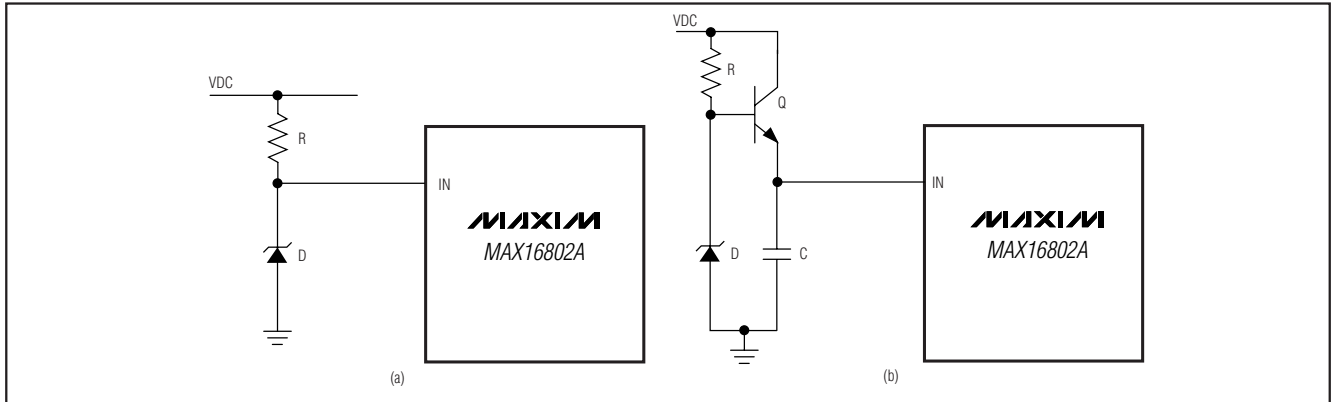 VDC
R
IN
D
MAXIM
MAX16802A
(a)
VDC
R
Q
IN
D
C
MAXIM
MAX16802A
(b)